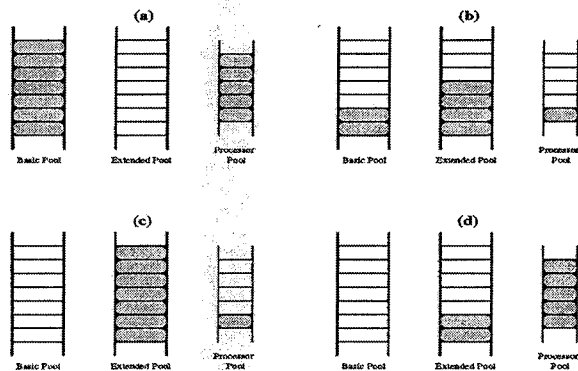 (a)
(b)
Basic Pool
Extended Pool
Processor
Pool
Basic Pool
Extended Pool
Processor
Pool
(c)
(d)
Basic Pool
Extended Pool
Processor
Pool
Basic Pool
Extended Pool
Processor
Pool